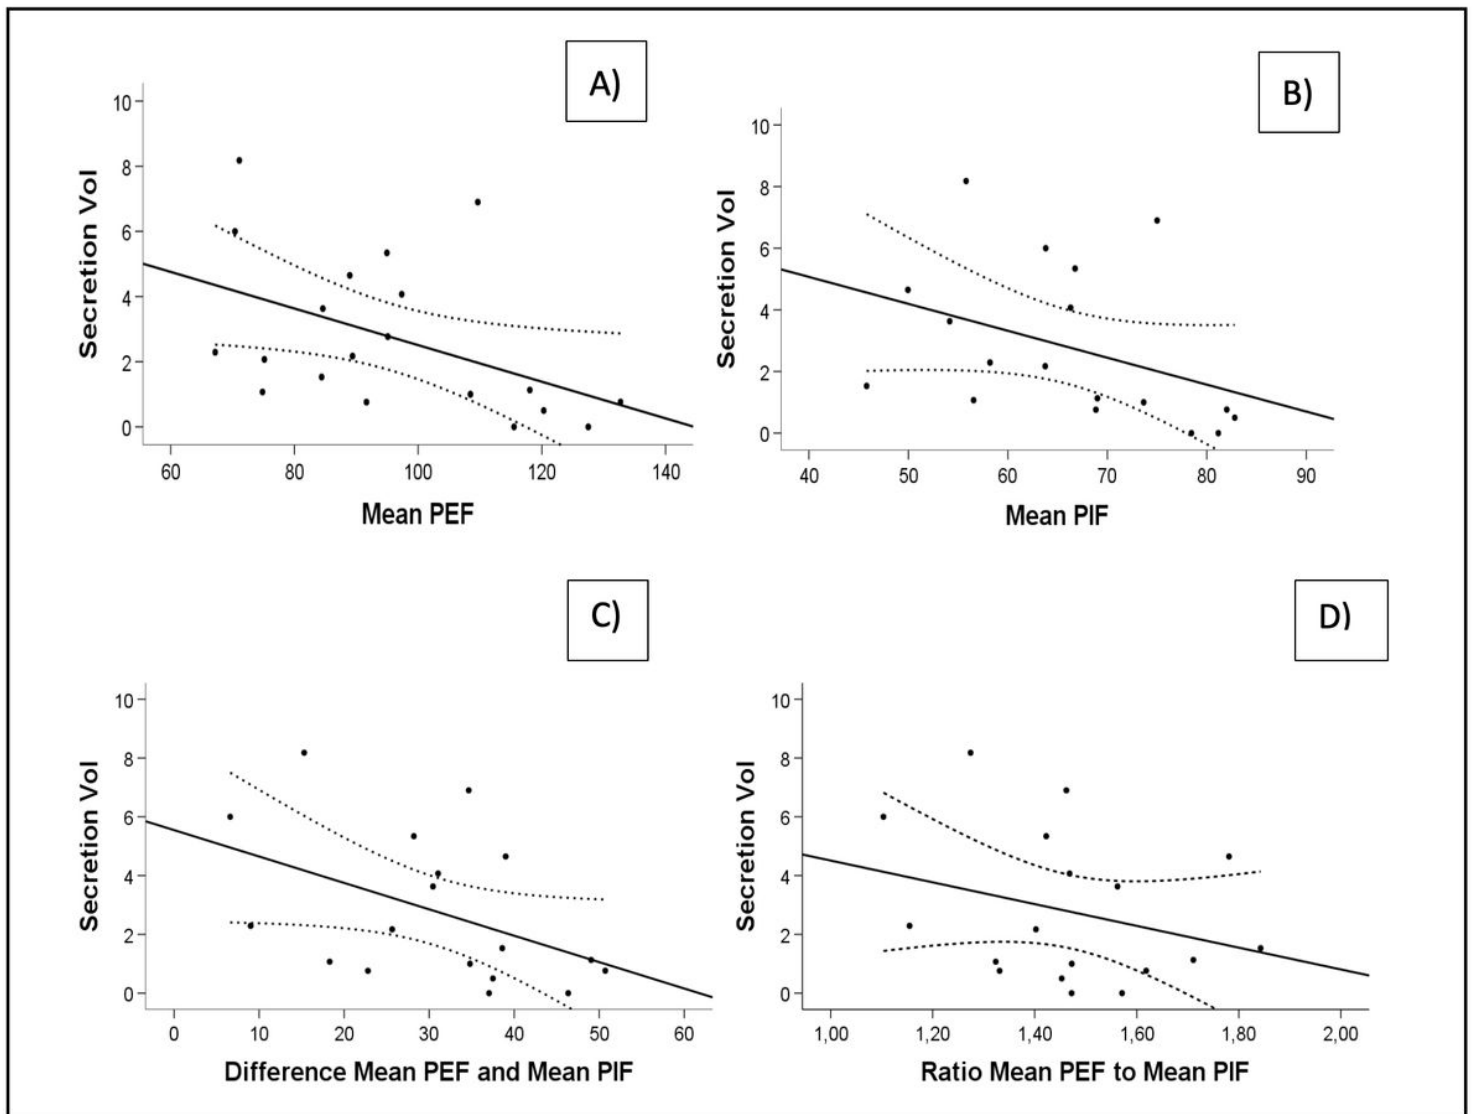 A)
10
8
6
4
2
0
Secretion Vol
60 80 100 120 140
Mean PEF
B)
10
8
6
4
2
0
Secretion Vol
40 50 60 70 80 90
Mean PIF
C)
10
8
6
4
2
0
Secretion Vol
0 10 20 30 40 50 60
Difference Mean PEF and Mean PIF
D)
10
8
6
4
2
0
Secretion Vol
1,00 1,20 1,40 1,60 1,80 2,00
Ratio Mean PEF to Mean PIF